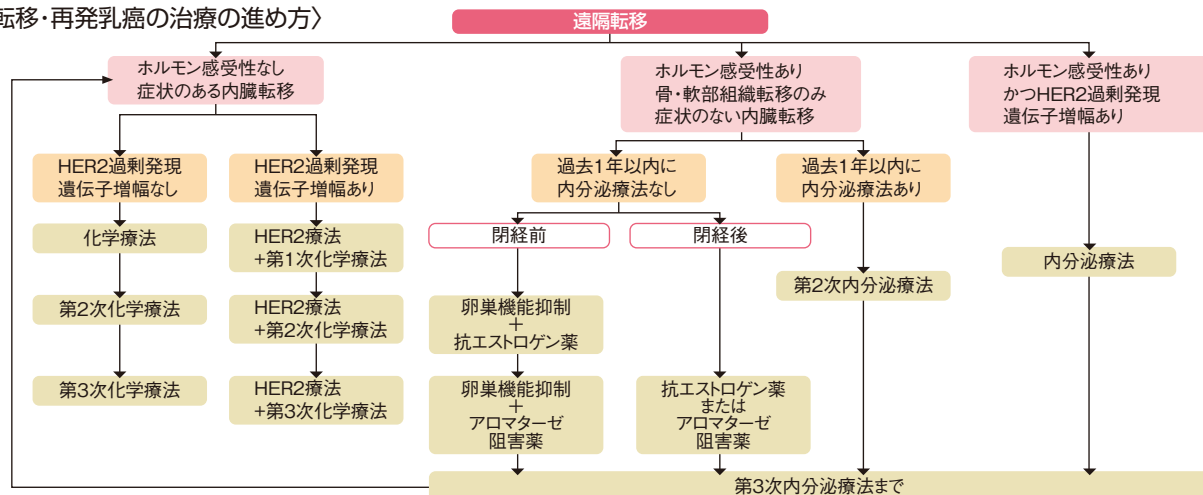 転移・再発乳癌の治療の進め方〉
遠隔転移
ホルモン感受性なし
症状のある内臓転移
ホルモン感受性あり
骨・軟部組織転移のみ
症状のない内臓転移
ホルモン感受性あり
かつHER2過剰発現
遺伝子増幅あり
HER2過剰発現
遺伝子増幅なし
HER2過剰発現
遺伝子増幅あり
過去1年以内に
内分泌療法なし
過去1年以内に
内分泌療法あり
化学療法
HER2療法
+第1次化学療法
閉経前
閉経後
内分泌療法
第2次内分泌療法
第2次化学療法
HER2療法
+第2次化学療法
卵巣機能抑制
+
抗エストロゲン薬
第3次化学療法
HER2療法
+第3次化学療法
卵巣機能抑制
+
アロマターゼ
阻害薬
抗エストロゲン薬
または
アロマターゼ
阻害薬
第3次内分泌療法まで